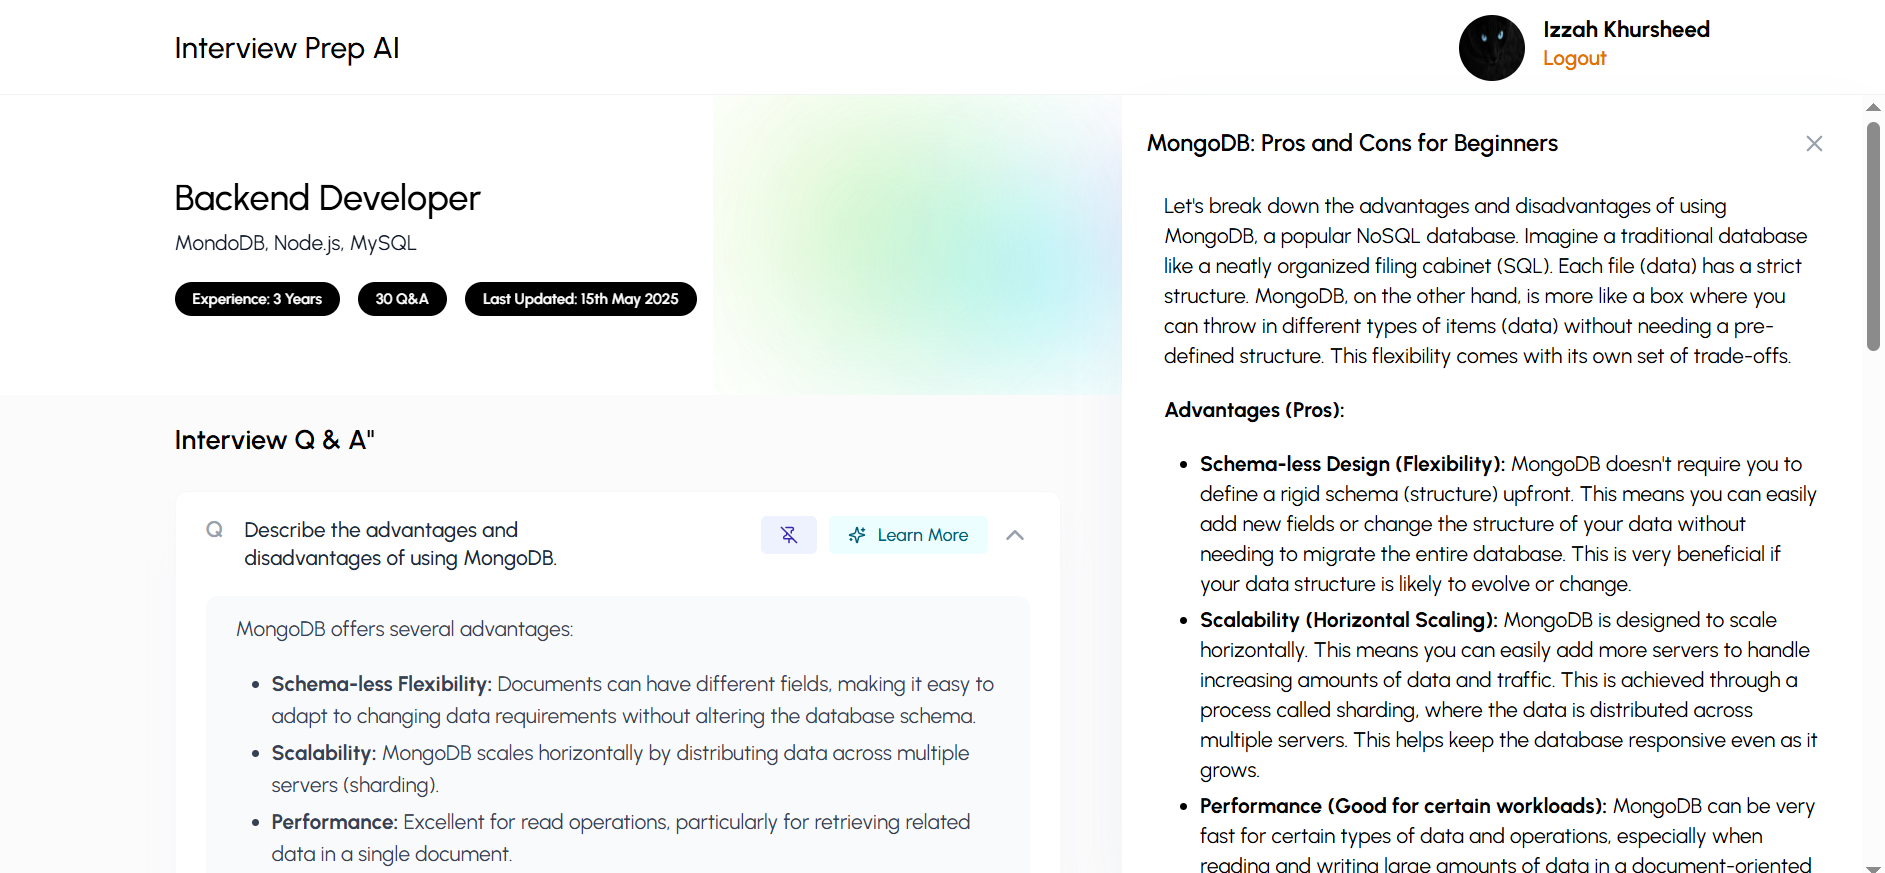 Interview Prep AI
Izzah Khursheed
Logout
Backend Developer
MondoDB, Node.js, MySQL
Experience: 3 Years
30 Q&A
Last Updated: 15th May 2025
Interview Q & A"
Q
Describe the advantages and
disadvantages of using MongoDB.
Learn More
MongoDB offers several advantages:
• Schema-less Flexibility: Documents can have different fields, making it easy to
adapt to changing data requirements without altering the database schema.
• Scalability: MongoDB scales horizontally by distributing data across multiple
servers (sharding).
• Performance: Excellent for read operations, particularly for retrieving related
data in a single document.
MongoDB: Pros and Cons for Beginners
Let's break down the advantages and disadvantages of using
MongoDB, a popular NoSQL database. Imagine a traditional database
like a neatly organized filing cabinet (SQL). Each file (data) has a strict
structure. MongoDB, on the other hand, is more like a box where you
can throw in different types of items (data) without needing a pre-
defined structure. This flexibility comes with its own set of trade-offs.
Advantages (Pros):
• Schema-less Design (Flexibility): MongoDB doesn't require you to
define a rigid schema (structure) upfront. This means you can easily
add new fields or change the structure of your data without
needing to migrate the entire database. This is very beneficial if
your data structure is likely to evolve or change.
• Scalability (Horizontal Scaling): MongoDB is designed to scale
horizontally. This means you can easily add more servers to handle
increasing amounts of data and traffic. This is achieved through a
process called sharding, where the data is distributed across
multiple servers. This helps keep the database responsive even as it
grows.
• Performance (Good for certain workloads): MongoDB can be very
fast for certain types of data and operations, especially when
reading and writing large amounts of data in a document-oriented